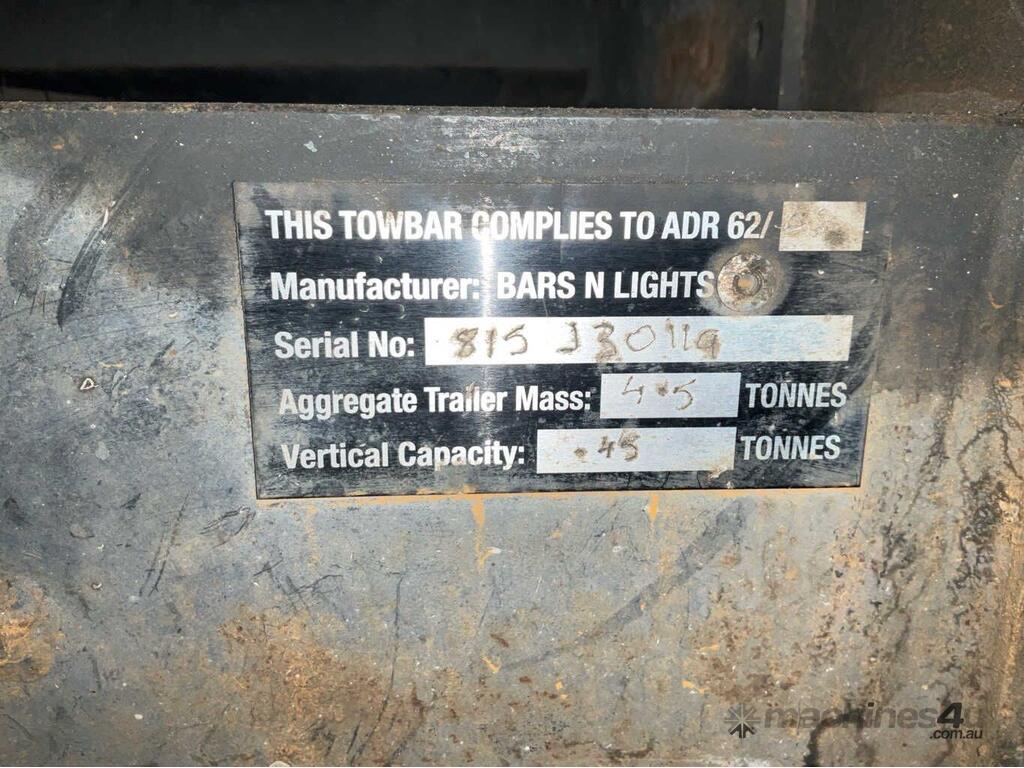 THIS TOWBAR COMPLIES TO ADR 62/
Manufacturer: BARS N LIGHTS
Serial No: 815 J30119
Aggregate Trailer Mass: 4.5 TONNES
Vertical Capacity: .45 TONNES
machines4u
.com.au